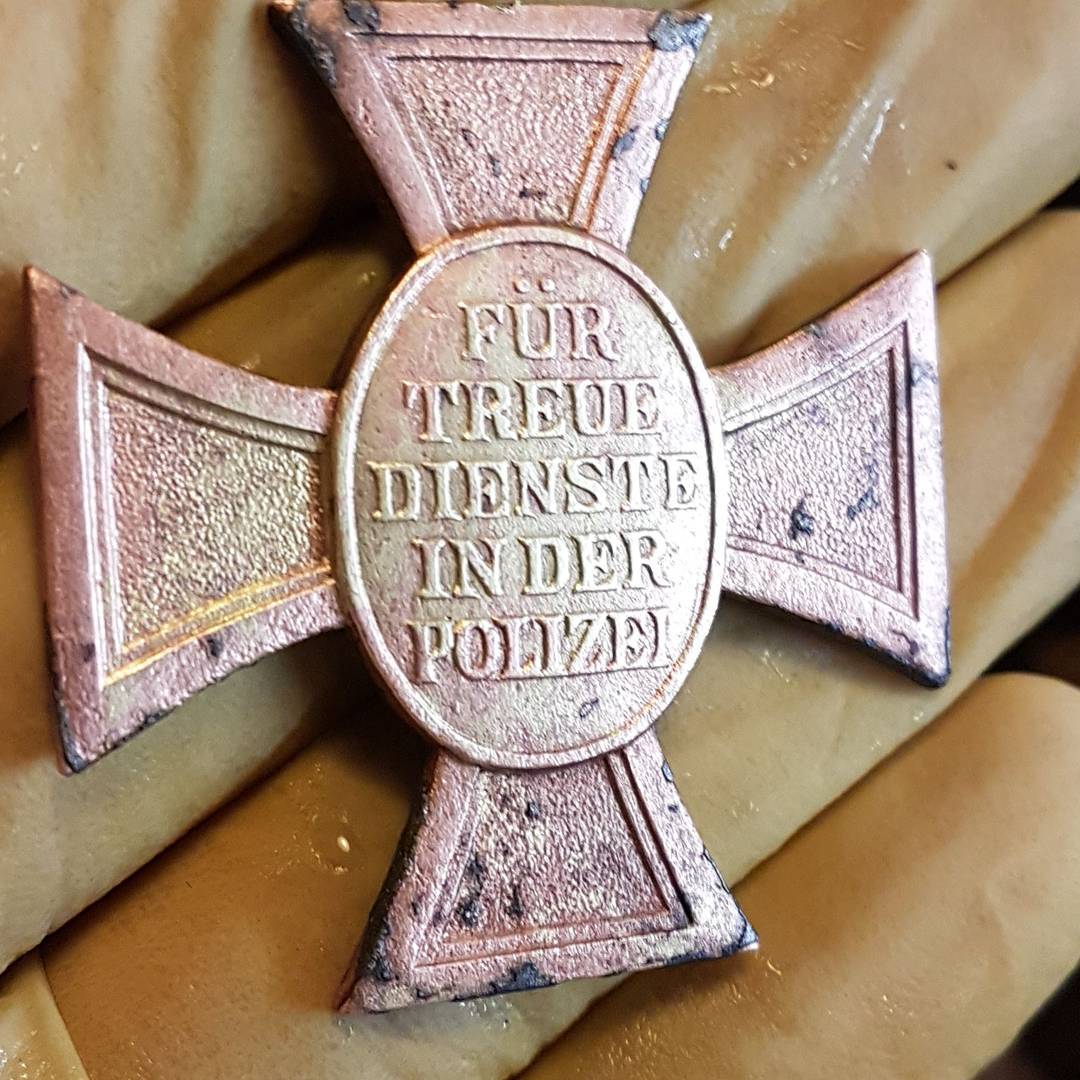 FÜR
TREUE
DIENSTE
IN DER
POLIZEI